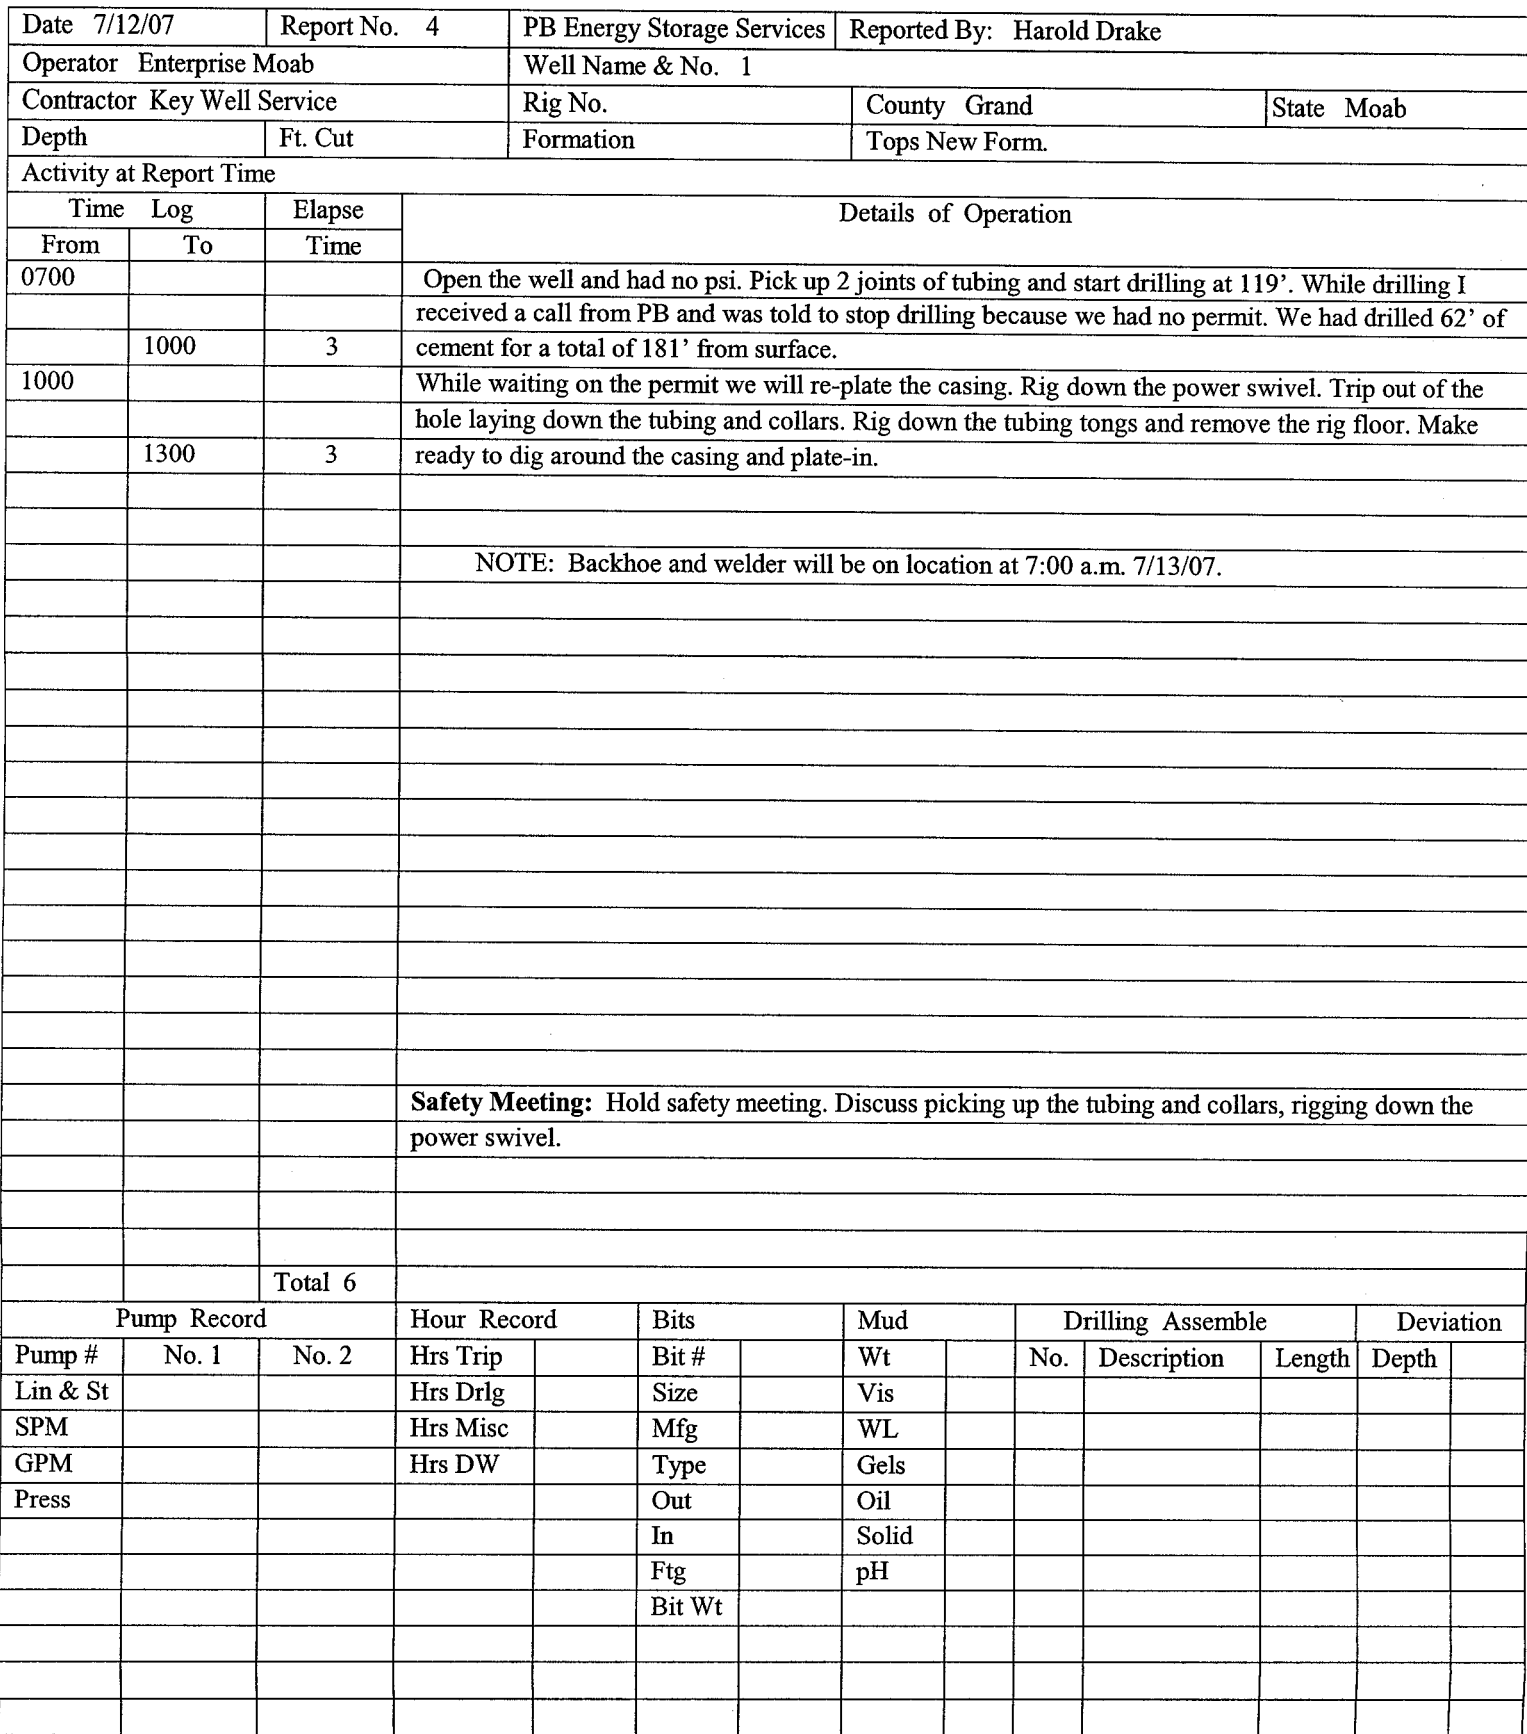 Date 7/12/07 Report No. 4 PB Energy Storage Services Reported By: Harold Drake
Operator Enterprise Moab Well Name & No. 1
Contractor Key Well Service Rig No. County Grand State Moab
Depth Ft. Cut Formation Tops New Form.
Activity at Report Time
Time Log Elapse Details of Operation
From To Time
0700 Open the well and had no psi. Pick up 2 joints of tubing and start drilling at 119’. While drilling I
received a call from PB and was told to stop drilling because we had no permit. We had drilled 62’ of
1000 3 cement for a total of 181’ from surface.
1000 While waiting on the permit we will re-plate the casing. Rig down the power swivel. Trip out of the
hole laying down the tubing and collars. Rig down the tubing tongs and remove the rig floor. Make
1300 3 ready to dig around the casing and plate-in.
NOTE: Backhoe and welder will be on location at 7:00 a.m. 7/13/07.
Safety Meeting: Hold safety meeting. Discuss picking up the tubing and collars, rigging down the
power swivel.
Total 6
Pump Record Hour Record Bits Mud Drilling Assemble Deviation
Pump # No. 1 No. 2 Hrs Trip Bit # Wt No. Description Length Depth
Lin & St Hrs Drlg Size Vis
SPM Hrs Misc Mfg WL
GPM Hrs DW Type Gels
Press Out Oil
In Solid
Ftg pH
Bit Wt